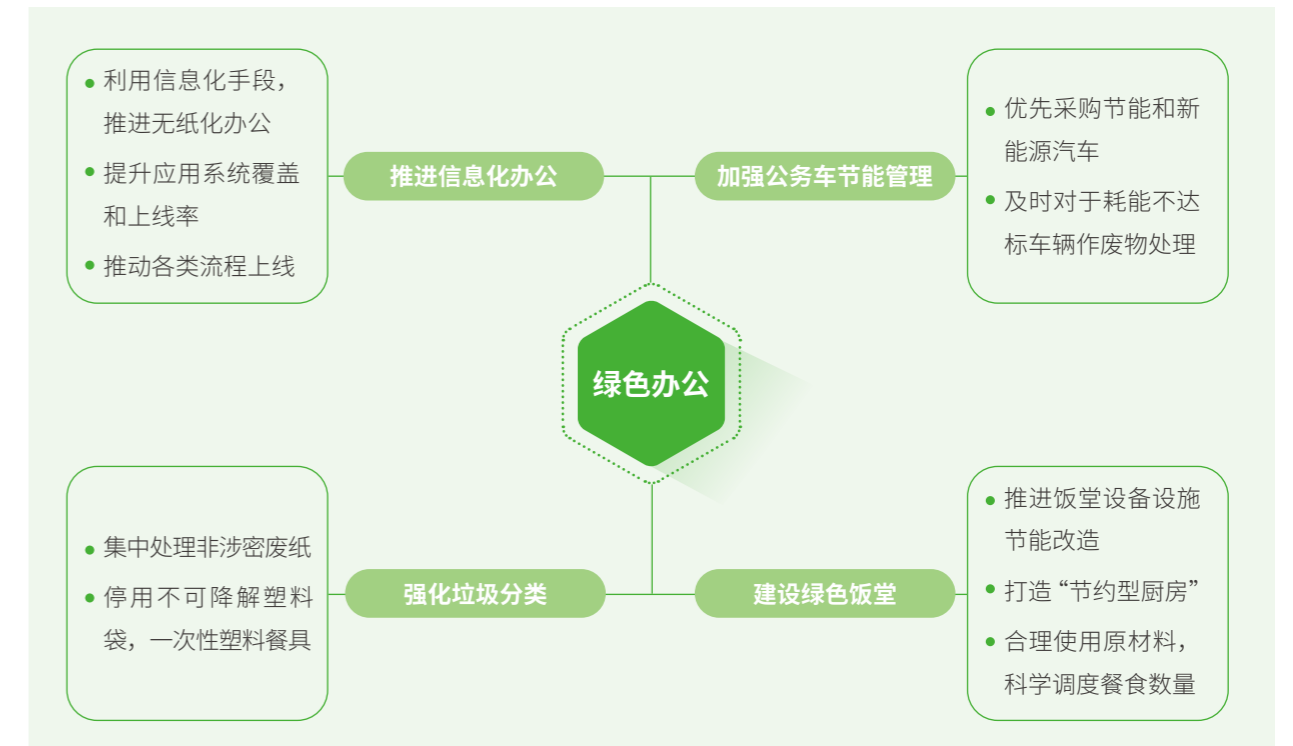 利用信息化手段，
推进无纸化办公
提升应用系统覆盖
和上线率
推动各类流程上线
推进信息化办公
加强公务车节能管理
优先采购节能和新
能源汽车
及时对于耗能不达
标车辆作废物处理
绿色办公
集中处理非涉密废纸
停用不可降解塑料
袋，一次性塑料餐具
强化垃圾分类
建设绿色饭堂
推进饭堂设备设施
节能改造
打造“节约型厨房”
合理使用原材料，
科学调度餐食数量